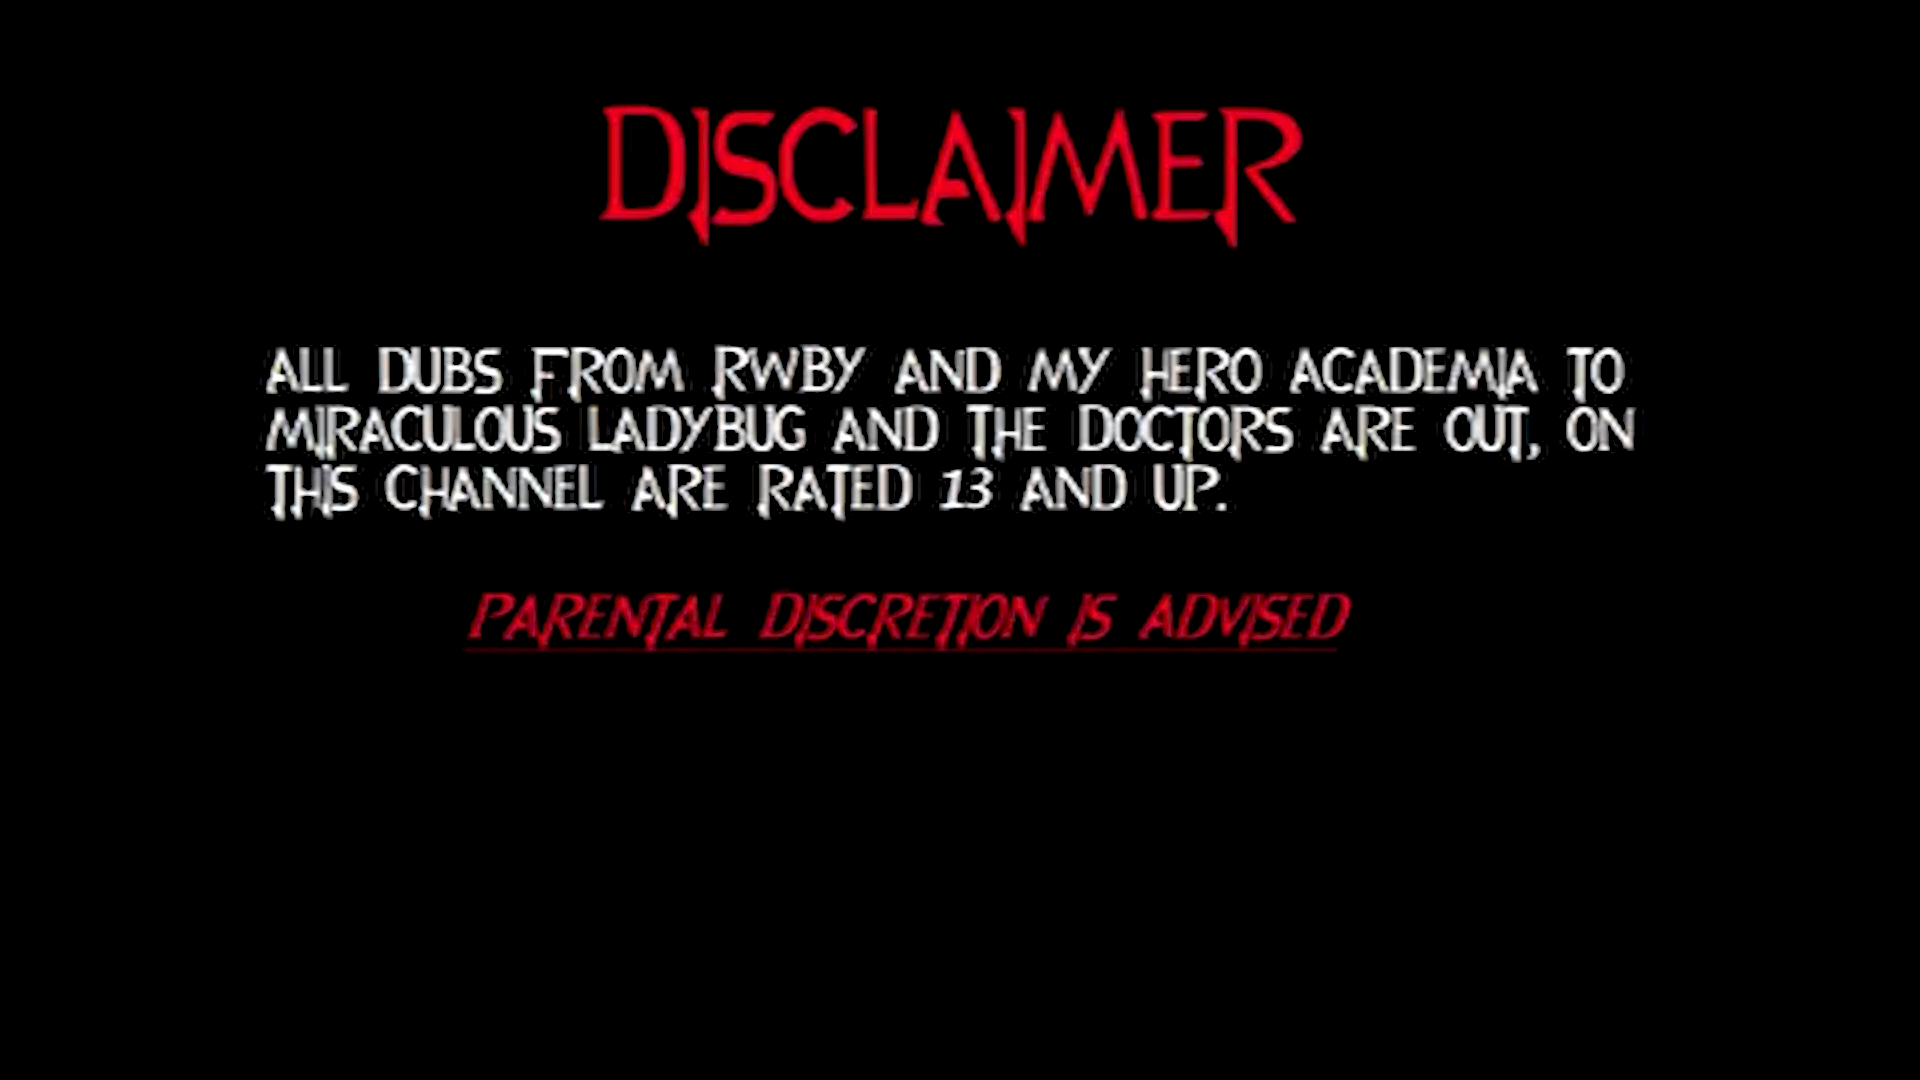 DISCLAIMER
ALL DUBS FROM RWBY AND MY HERO ACADEMIA TO
MIRACULOUS LADYBUG AND THE DOCTORS ARE OUT, ON
THIS CHANNEL ARE RATED 13 AND UP.
PARENTAL DISCRETION IS ADVISED